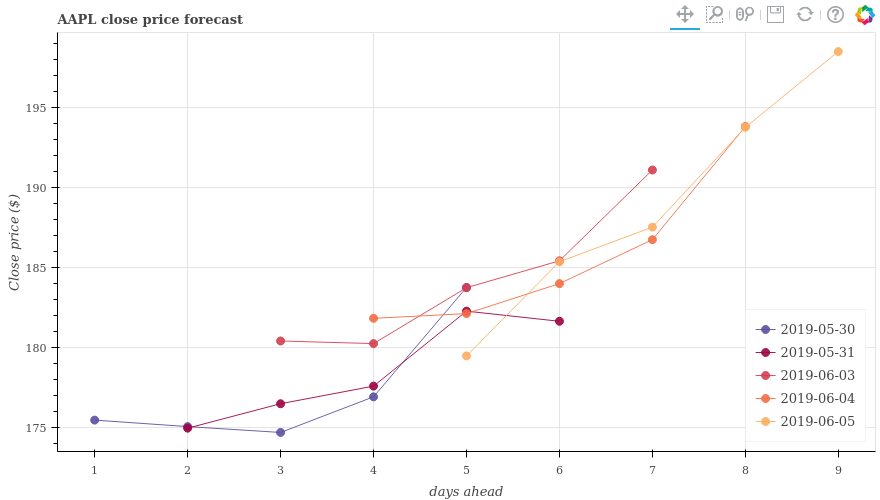 AAPL close price forecast
Close price ($)
195
190
185
180
175
1 2 3 4 5 6 7 8 9
days ahead
2019-05-30
2019-05-31
2019-06-03
2019-06-04
2019-06-05